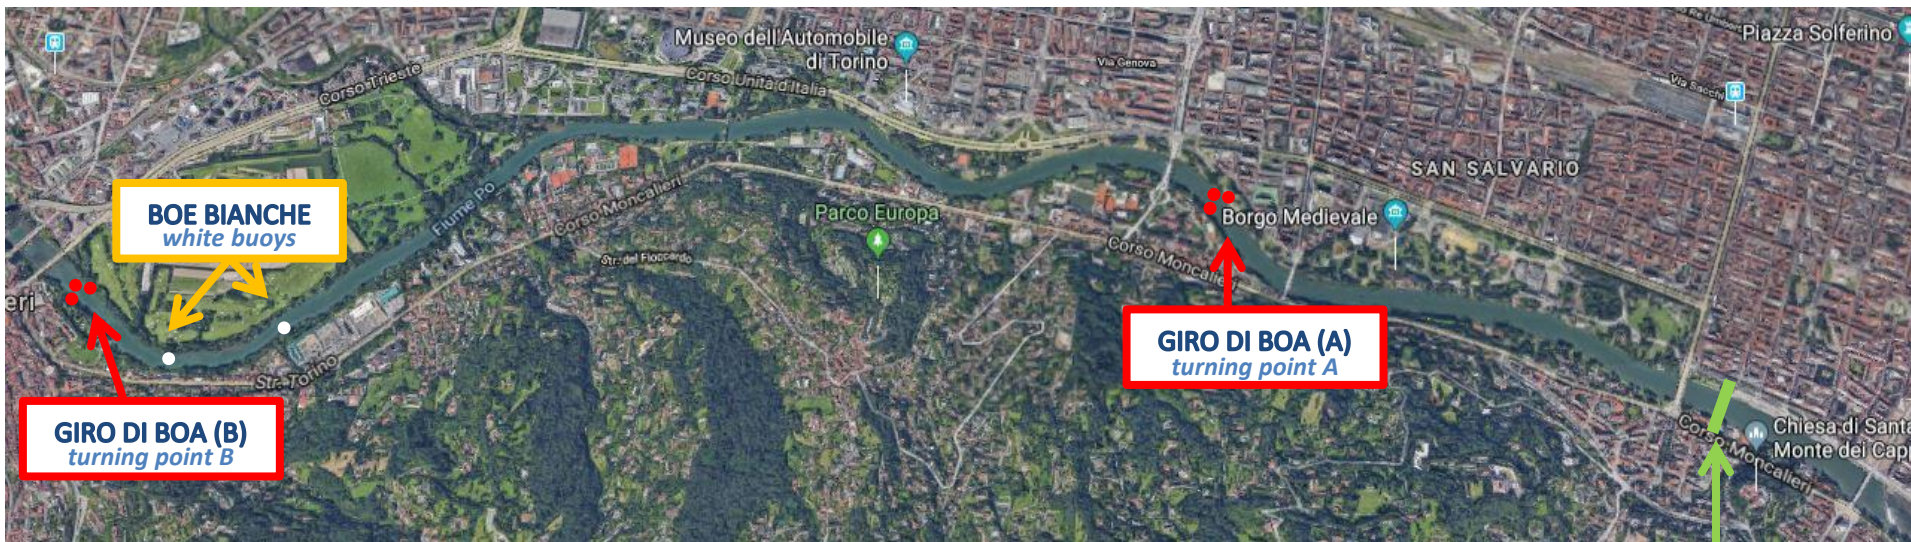 Piazza Solferino
Museo dell'Automobile
di Torino
Via Genova
Corso Trieste
Corso Unità d'Italia
Via Sacchi
SAN SALVARIO
BOE BIANCHE
white buoys
Fiume Po
Corso Moncalieri
Parco Europa
Borgo Medievale
Str. del Fioccardo
Corso Moncalieri
eri
GIRO DI BOA (A)
turning point A
Str. Torino
GIRO DI BOA (B)
turning point B
Chiesa di Santa
Monte dei Cap
Corso Moncalieri